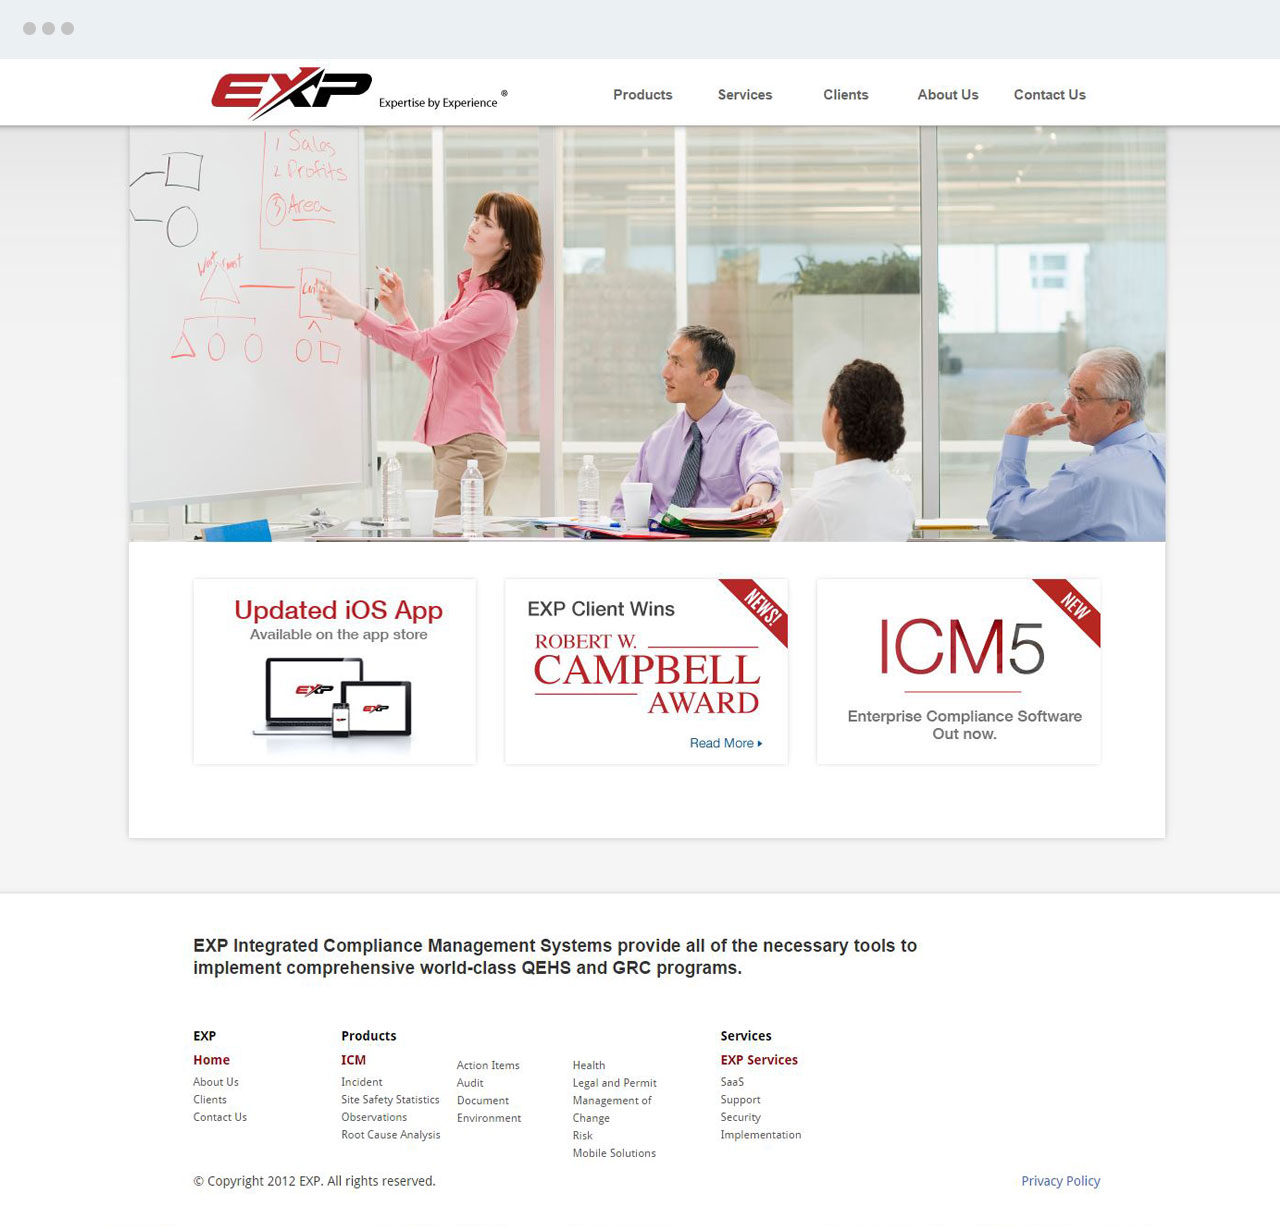 EXP Expertise by Experience ®
Products Services Clients About Us Contact Us
1 Sales
2 Profits
3 Area
Updated iOS App
Available on the app store
EXP
EXP
EXP
EXP Client Wins
NEWS!
ROBERT W.
CAMPBELL
AWARD
Read More
NEW
ICM5
Enterprise Compliance Software
Out now.
EXP Integrated Compliance Management Systems provide all of the necessary tools to
implement comprehensive world-class QEHS and GRC programs.
EXP
Home
About Us
Clients
Contact Us
Products
ICM
Incident
Site Safety Statistics
Observations
Root Cause Analysis
Action Items
Audit
Document
Environment
Health
Legal and Permit
Management of
Change
Risk
Mobile Solutions
Services
EXP Services
SaaS
Support
Security
Implementation
© Copyright 2012 EXP. All rights reserved.
Privacy Policy